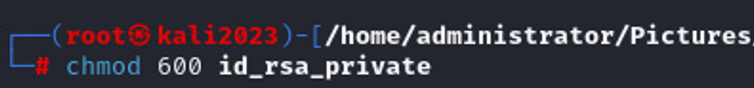 ┌──(root㉿kali2023)-[/home/administrator/Pictures
└─# chmod 600 id_rsa_private